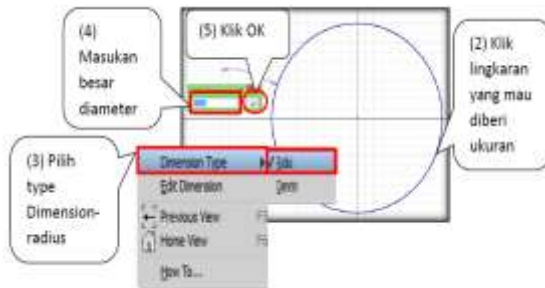 (4)
Masukan
besar
diameter
(5) Klik OK
(2) Klik
lingkaran
yang mau
diberi
ukuran
(3) Pilih
type
Dimension-
radius
Dimension Type
Edit Dimension
Previous View
Home View
How To...